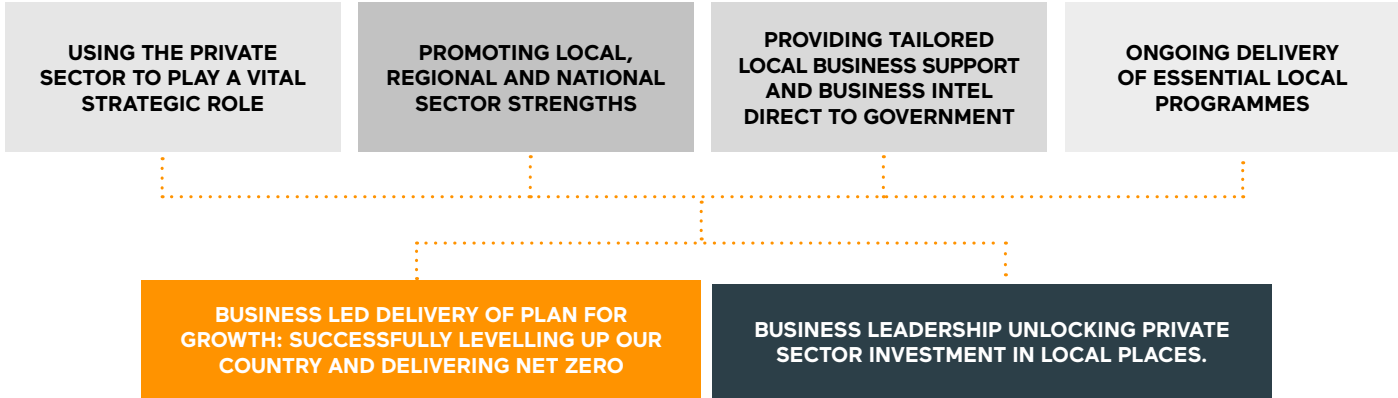 USING THE PRIVATE
SECTOR TO PLAY A VITAL
STRATEGIC ROLE
PROMOTING LOCAL,
REGIONAL AND NATIONAL
SECTOR STRENGTHS
PROVIDING TAILORED
LOCAL BUSINESS SUPPORT
AND BUSINESS INTEL
DIRECT TO GOVERNMENT
ONGOING DELIVERY
OF ESSENTIAL LOCAL
PROGRAMMES
BUSINESS LED DELIVERY OF PLAN FOR
GROWTH: SUCCESSFULLY LEVELLING UP OUR
COUNTRY AND DELIVERING NET ZERO
BUSINESS LEADERSHIP UNLOCKING PRIVATE
SECTOR INVESTMENT IN LOCAL PLACES.